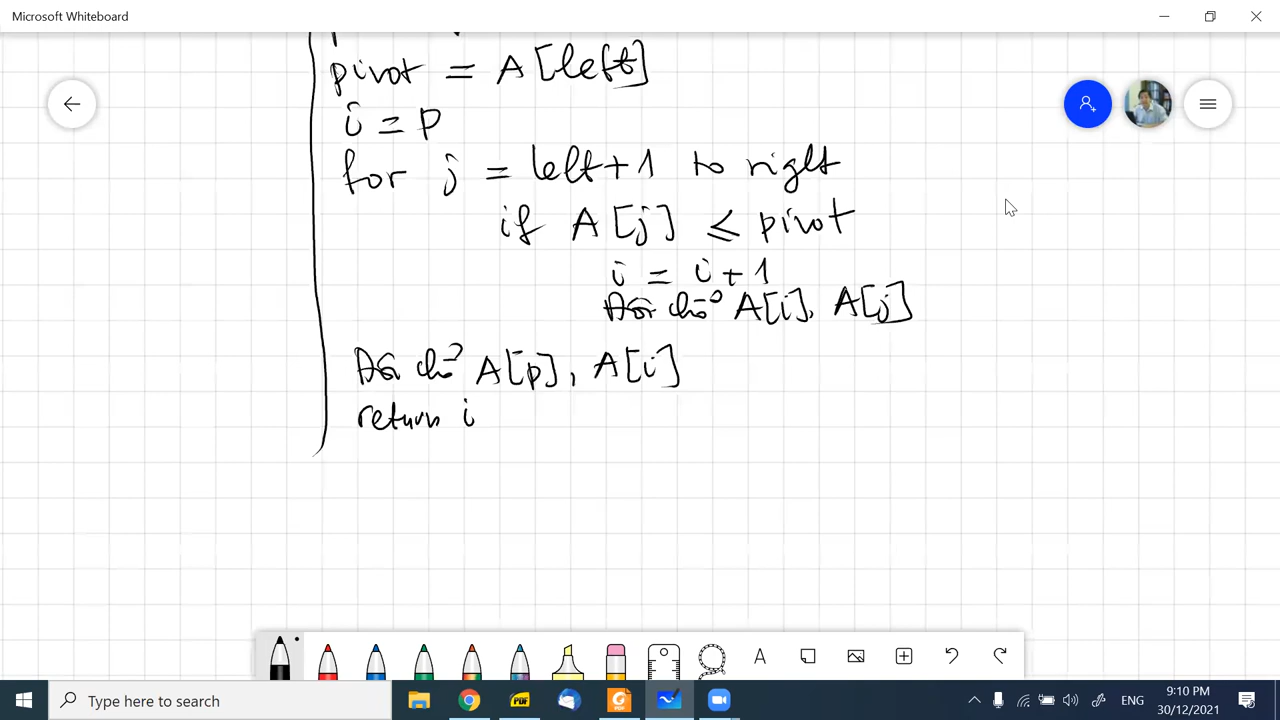 Microsoft Whiteboard
pivot = A[left]
i = p
for j = left+1 to right
if A[j] ≤ pivot
i = i+1
Đổi chỗ A[i], A[j]
Đổi chỗ A[p], A[i]
return i
Type here to search
ENG
9:10 PM
30/12/2021